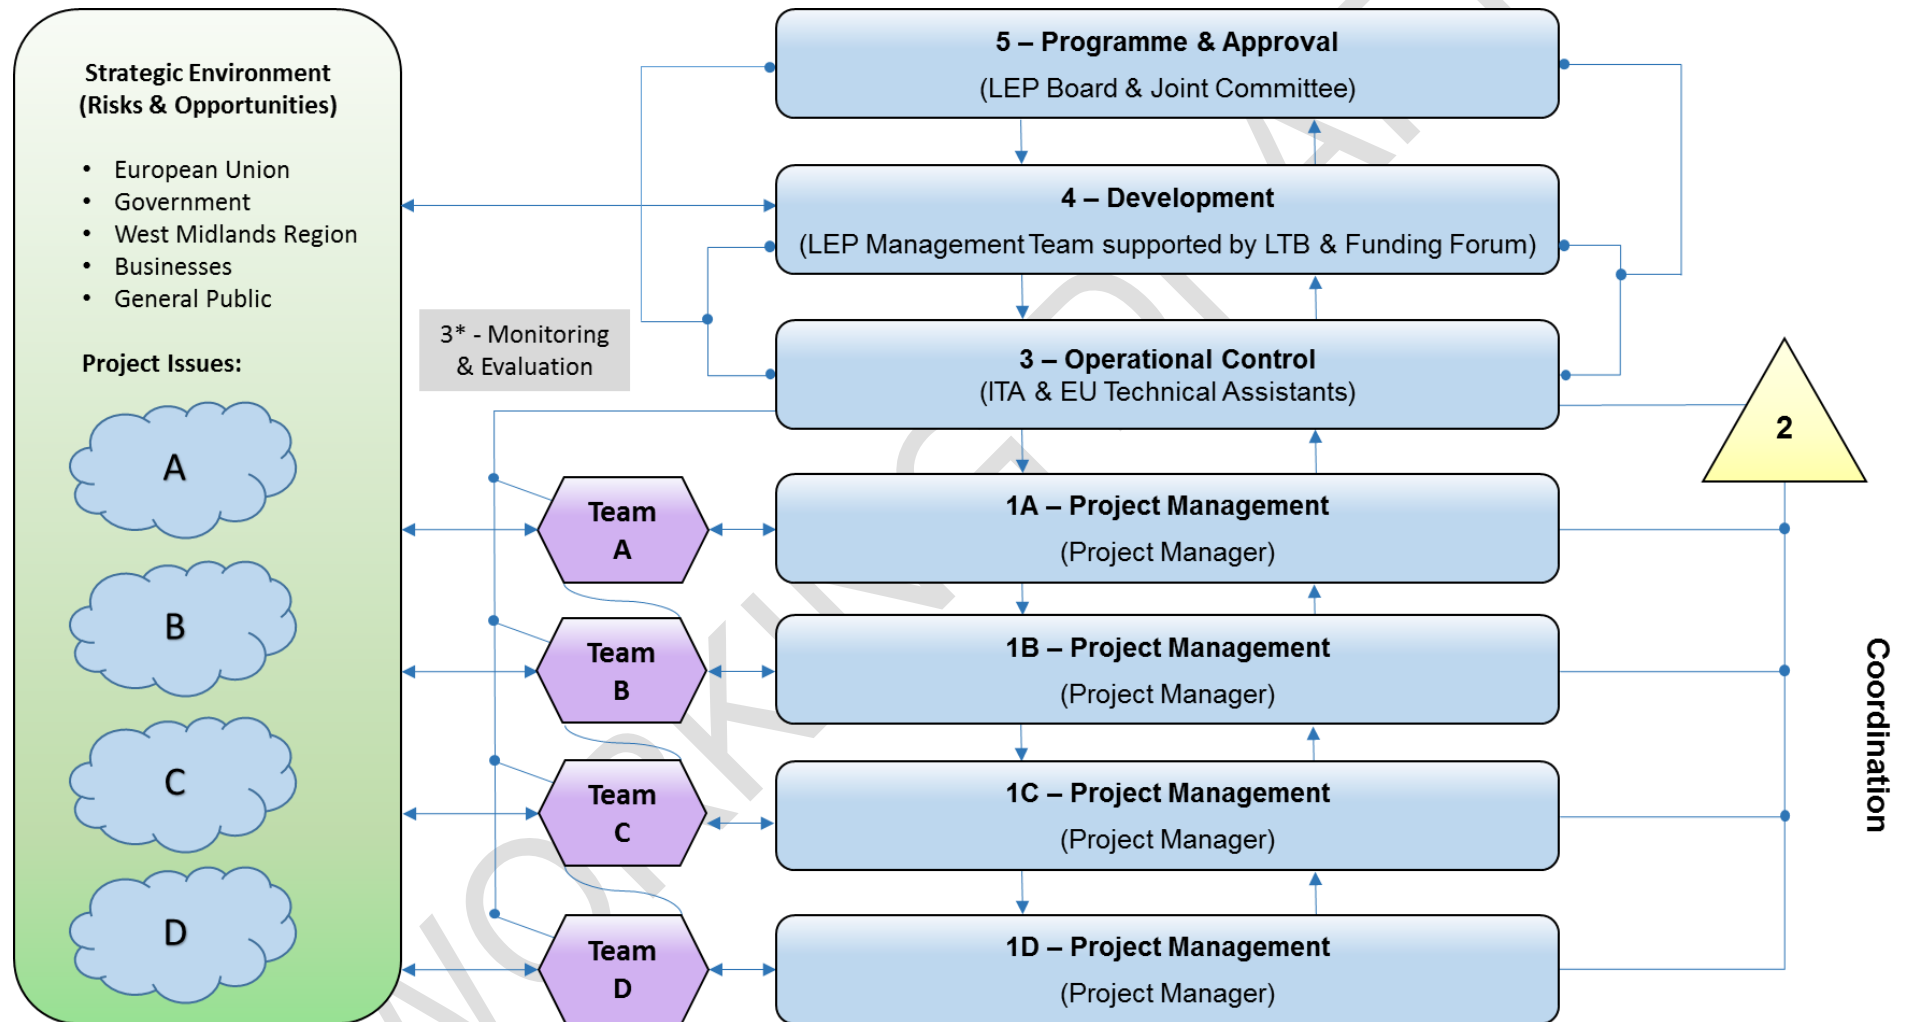 Strategic Environment
(Risks & Opportunities)
• European Union
• Government
• West Midlands Region
• Businesses
• General Public
Project Issues:
A
B
C
D
3* - Monitoring
& Evaluation
Team
A
Team
B
Team
C
Team
D
5 – Programme & Approval
(LEP Board & Joint Committee)
4 – Development
(LEP Management Team supported by LTB & Funding Forum)
3 – Operational Control
(ITA & EU Technical Assistants)
1A – Project Management
(Project Manager)
1B – Project Management
(Project Manager)
1C – Project Management
(Project Manager)
1D – Project Management
(Project Manager)
2
Coordination
WORKING DRAFT